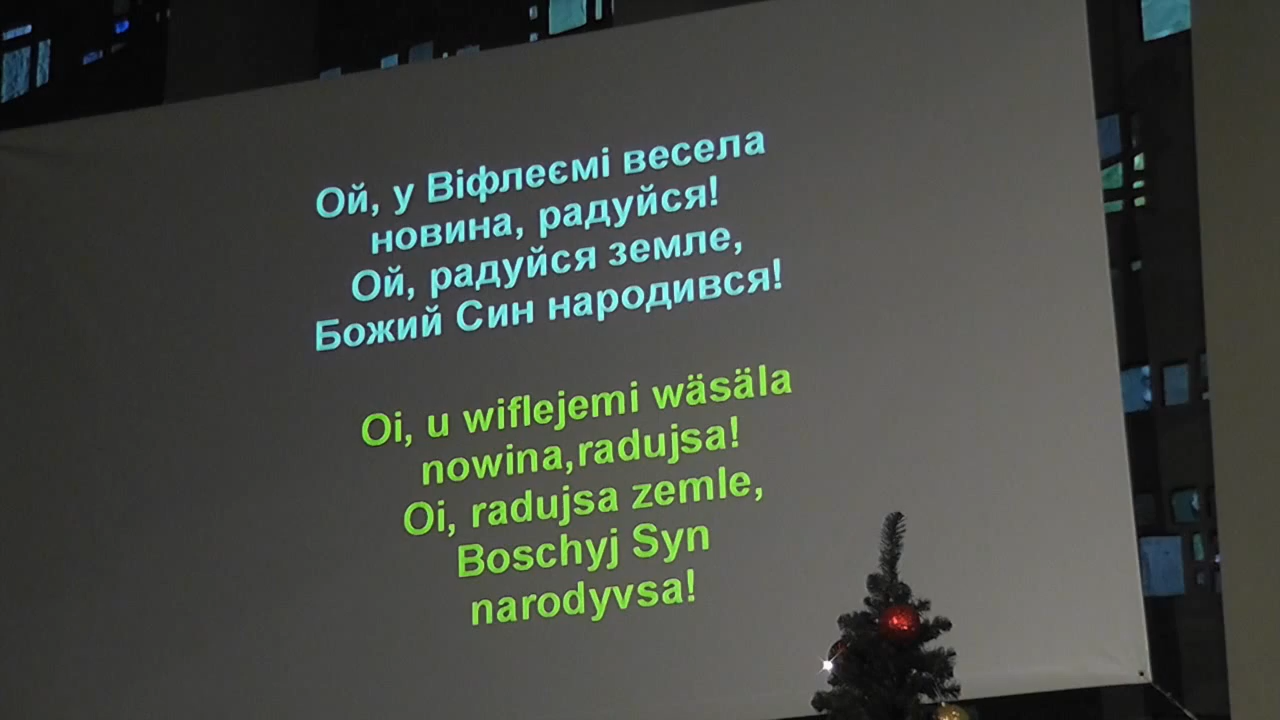 Ой, у Віфлеємі весела
новина, радуйся!
Ой, радуйся земле,
Божий Син народився!
Oi, u wiflejemi wäsäla
nowina,radujsa!
Oi, radujsa zemle,
Boschyj Syn
narodyvsa!